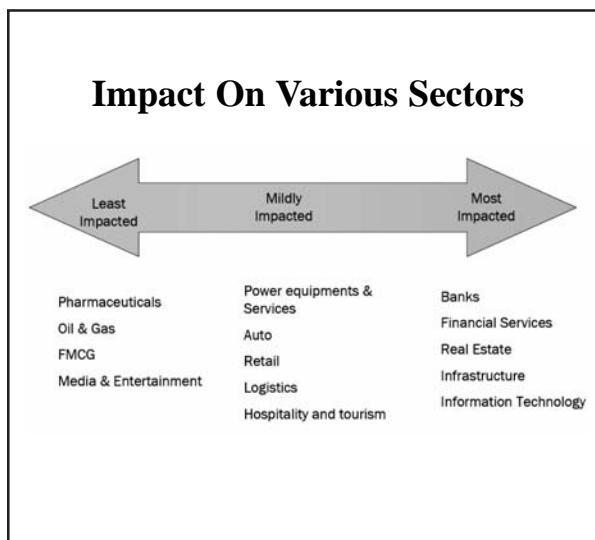 Impact On Various Sectors
Least
Impacted
Mildly
Impacted
Most
Impacted
Pharmaceuticals
Oil & Gas
FMCG
Media & Entertainment
Power equipments &
Services
Auto
Retail
Logistics
Hospitality and tourism
Banks
Financial Services
Real Estate
Infrastructure
Information Technology